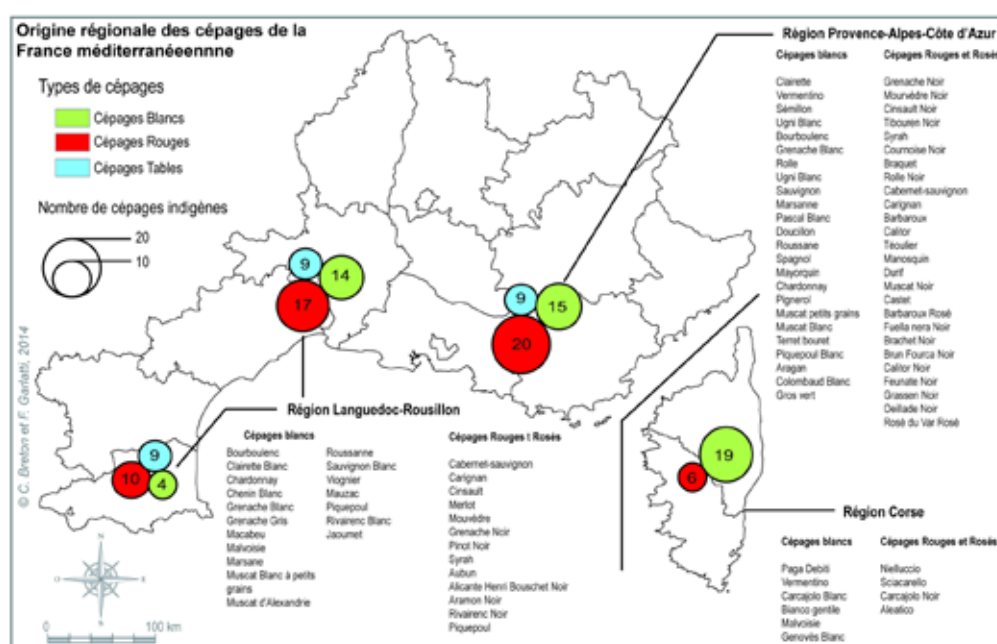 Origine régionale des cépages de la
France méditerranéeennne
Types de cépages
Cépages Blancs
Cépages Rouges
Cépages Tables
Nombre de cépages indigènes
20
10
9
14
17
9
15
20
9
10
4
19
6
Région Provence-Alpes-Côte d'Azur
Cépages blancs
Clairette
Vermentino
Sémillon
Ugni Blanc
Bourboulenc
Grenache Blanc
Rolle
Ugni Blanc
Sauvignon
Marsanne
Pascal Blanc
Doucillon
Roussane
Spagnol
Mayorquin
Chardonnay
Pignerol
Muscat petits grains
Muscat Blanc
Terret bouret
Piquepoul Blanc
Aragan
Colombaud Blanc
Gros vert
Cépages Rouges et Rosés
Grenache Noir
Mourvèdre Noir
Cinsault Noir
Tibouren Noir
Syrah
Cournoise Noir
Braquet
Rolle Noir
Cabernet-sauvignon
Carignan
Barbaroux
Calitor
Téoulier
Manosquin
Durif
Muscat Noir
Castet
Barbaroux Rosé
Fuella nera Noir
Brachet Noir
Brun Fourca Noir
Calitor Noir
Feunate Noir
Grassen Noir
Oeillade Noir
Rosé du Var Rosé
Région Languedoc-Rousillon
Cépages blancs
Bourboulenc
Clairette Blanc
Chardonnay
Chenin Blanc
Grenache Blanc
Grenache Gris
Macabeu
Malvoisie
Marsane
Muscat Blanc à petits
grains
Muscat d'Alexandrie
Roussanne
Sauvignon Blanc
Viognier
Mauzac
Piquepoul
Rivairenc Blanc
Jaoumet
Cépages Rouges t Rosés
Cabernet-sauvignon
Carignan
Cinsault
Merlot
Mouvèdre
Grenache Noir
Pinot Noir
Syrah
Aubun
Alicante Henri Bouschet Noir
Aramon Noir
Rivairenc Noir
Piquepoul
Région Corse
Cépages blancs
Paga Debiti
Vermentino
Carcajolo Blanc
Bianco gentile
Malvoisie
Genovès Blanc
Cépages Rouges et Rosés
Nielluccio
Sciacarello
Carcajolo Noir
Aleatico
© C. Breton et F. Garlatti, 2014
N
E
S
O
0
100 km